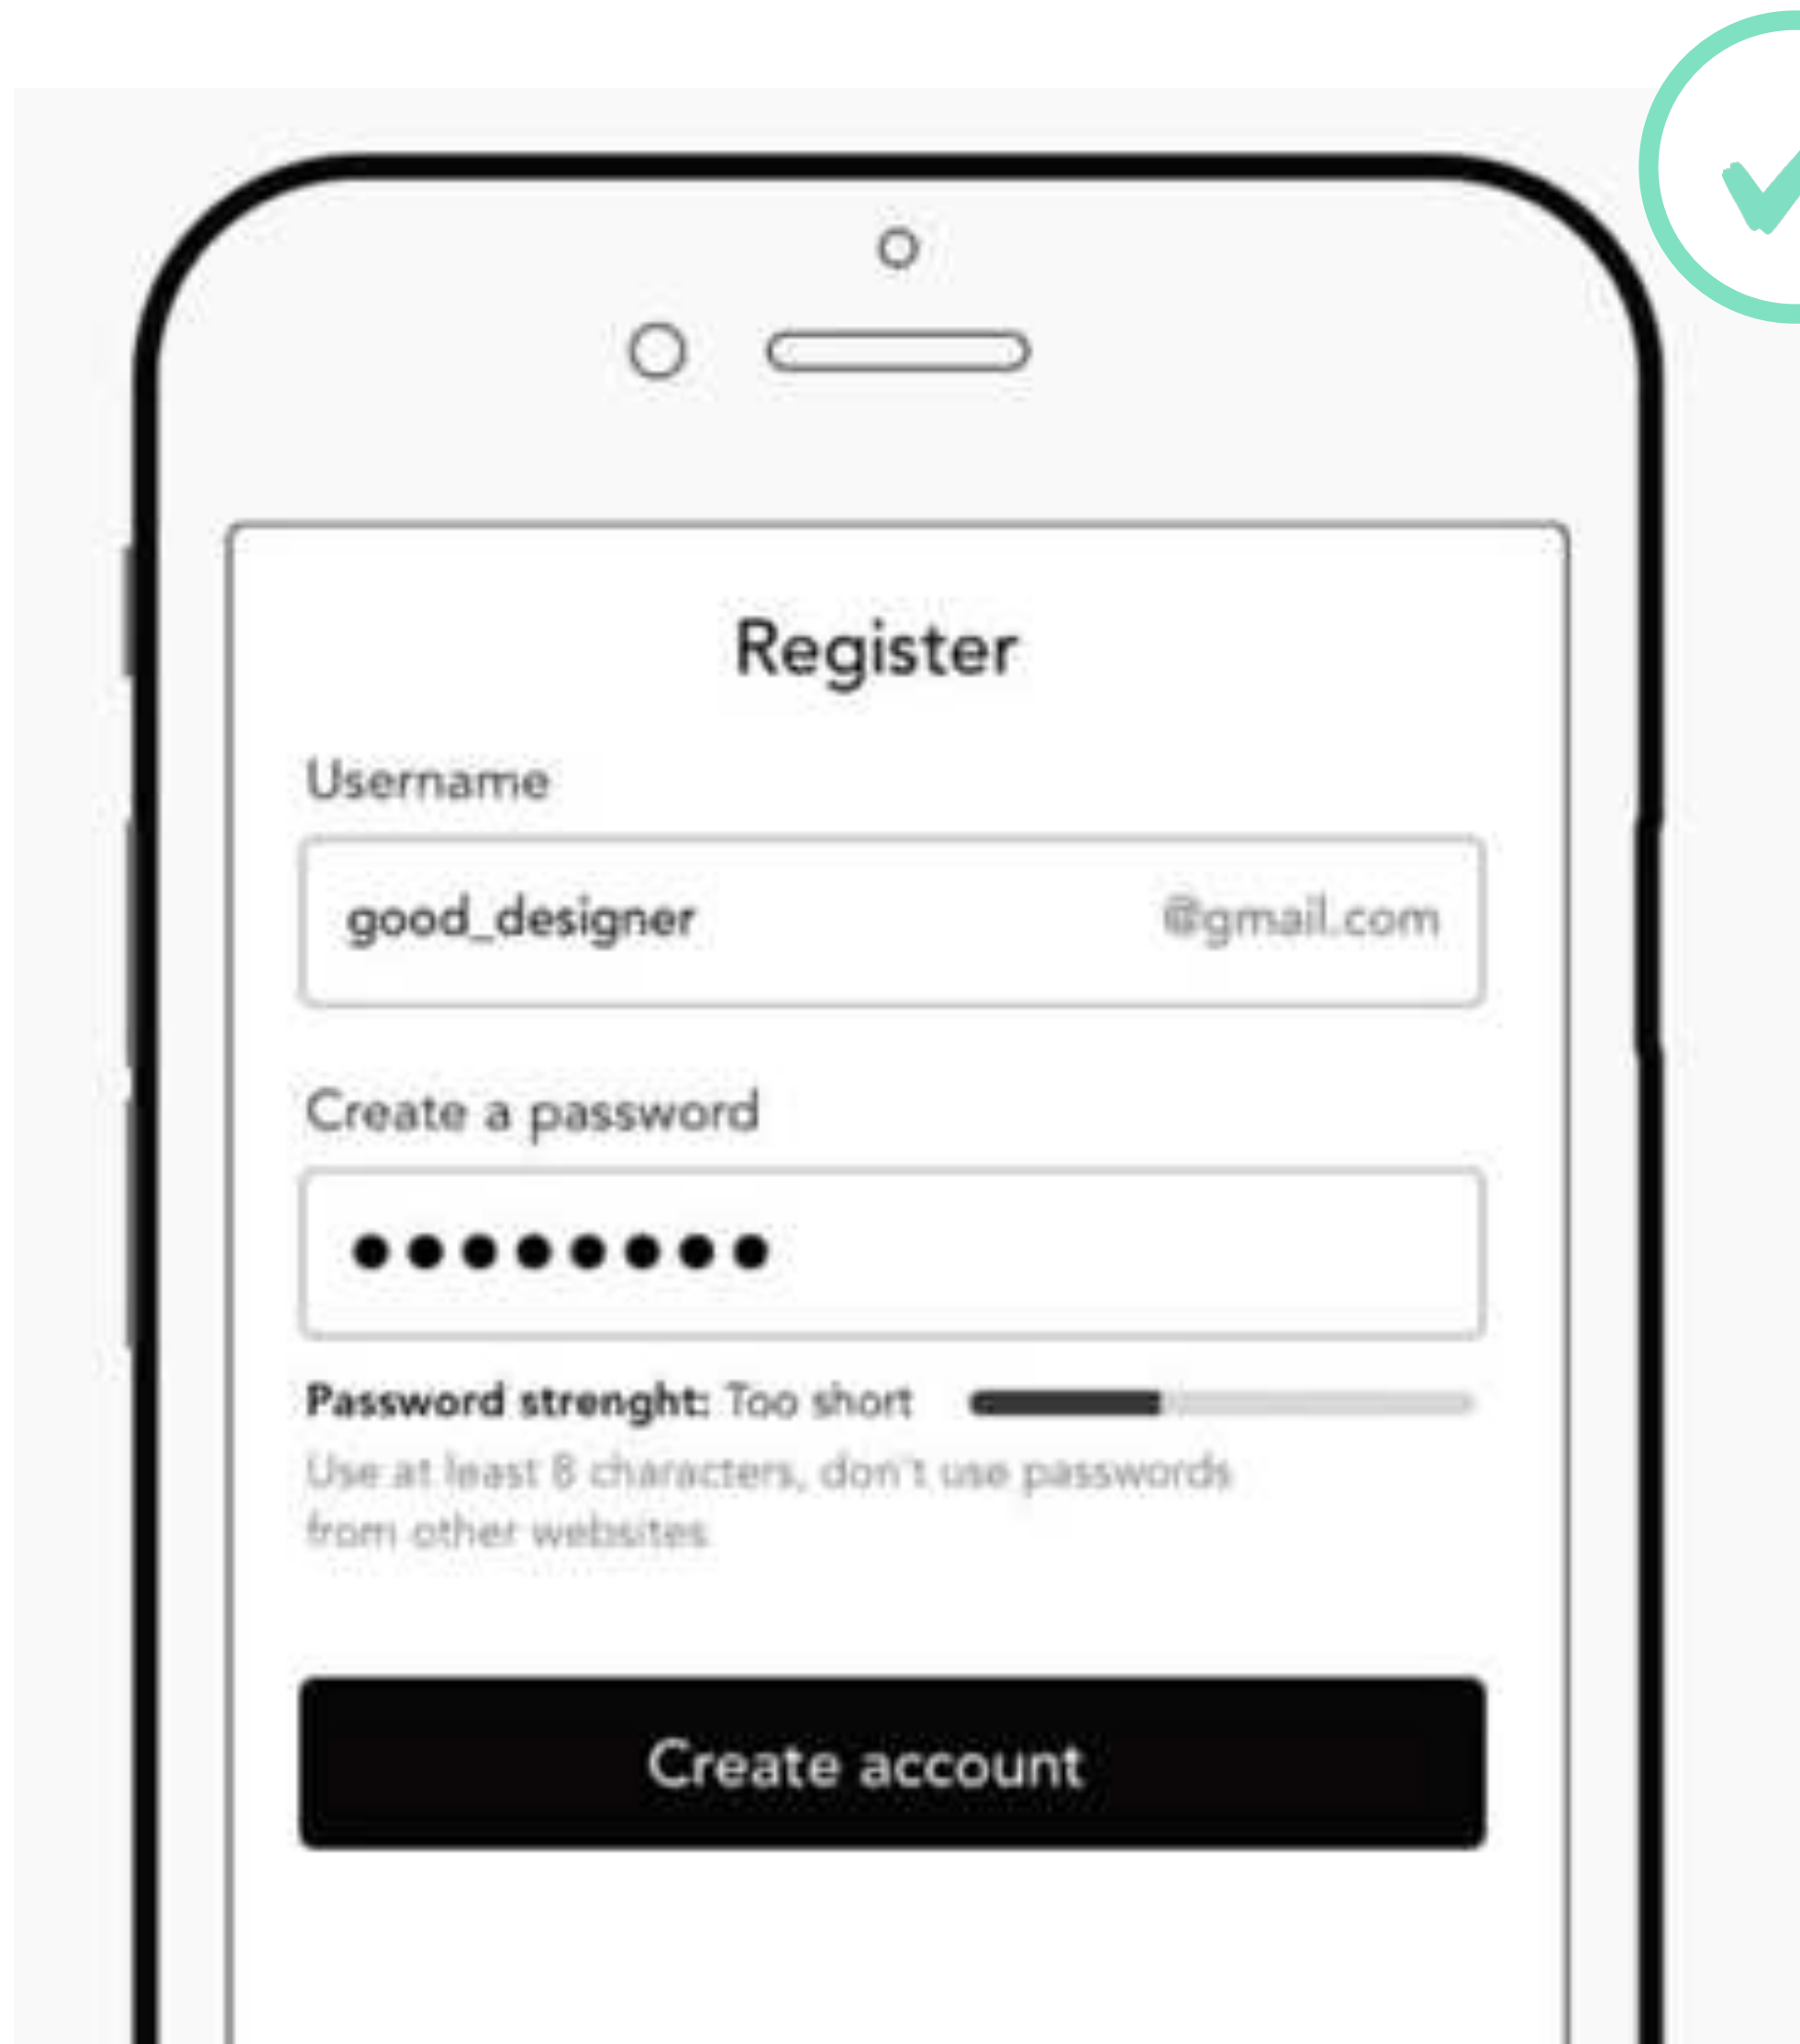 Register
Username
good_designer @gmail.com
Create a password
Password strenght: Too short
Use at least 8 characters, don't use passwords
from other websites
Create account